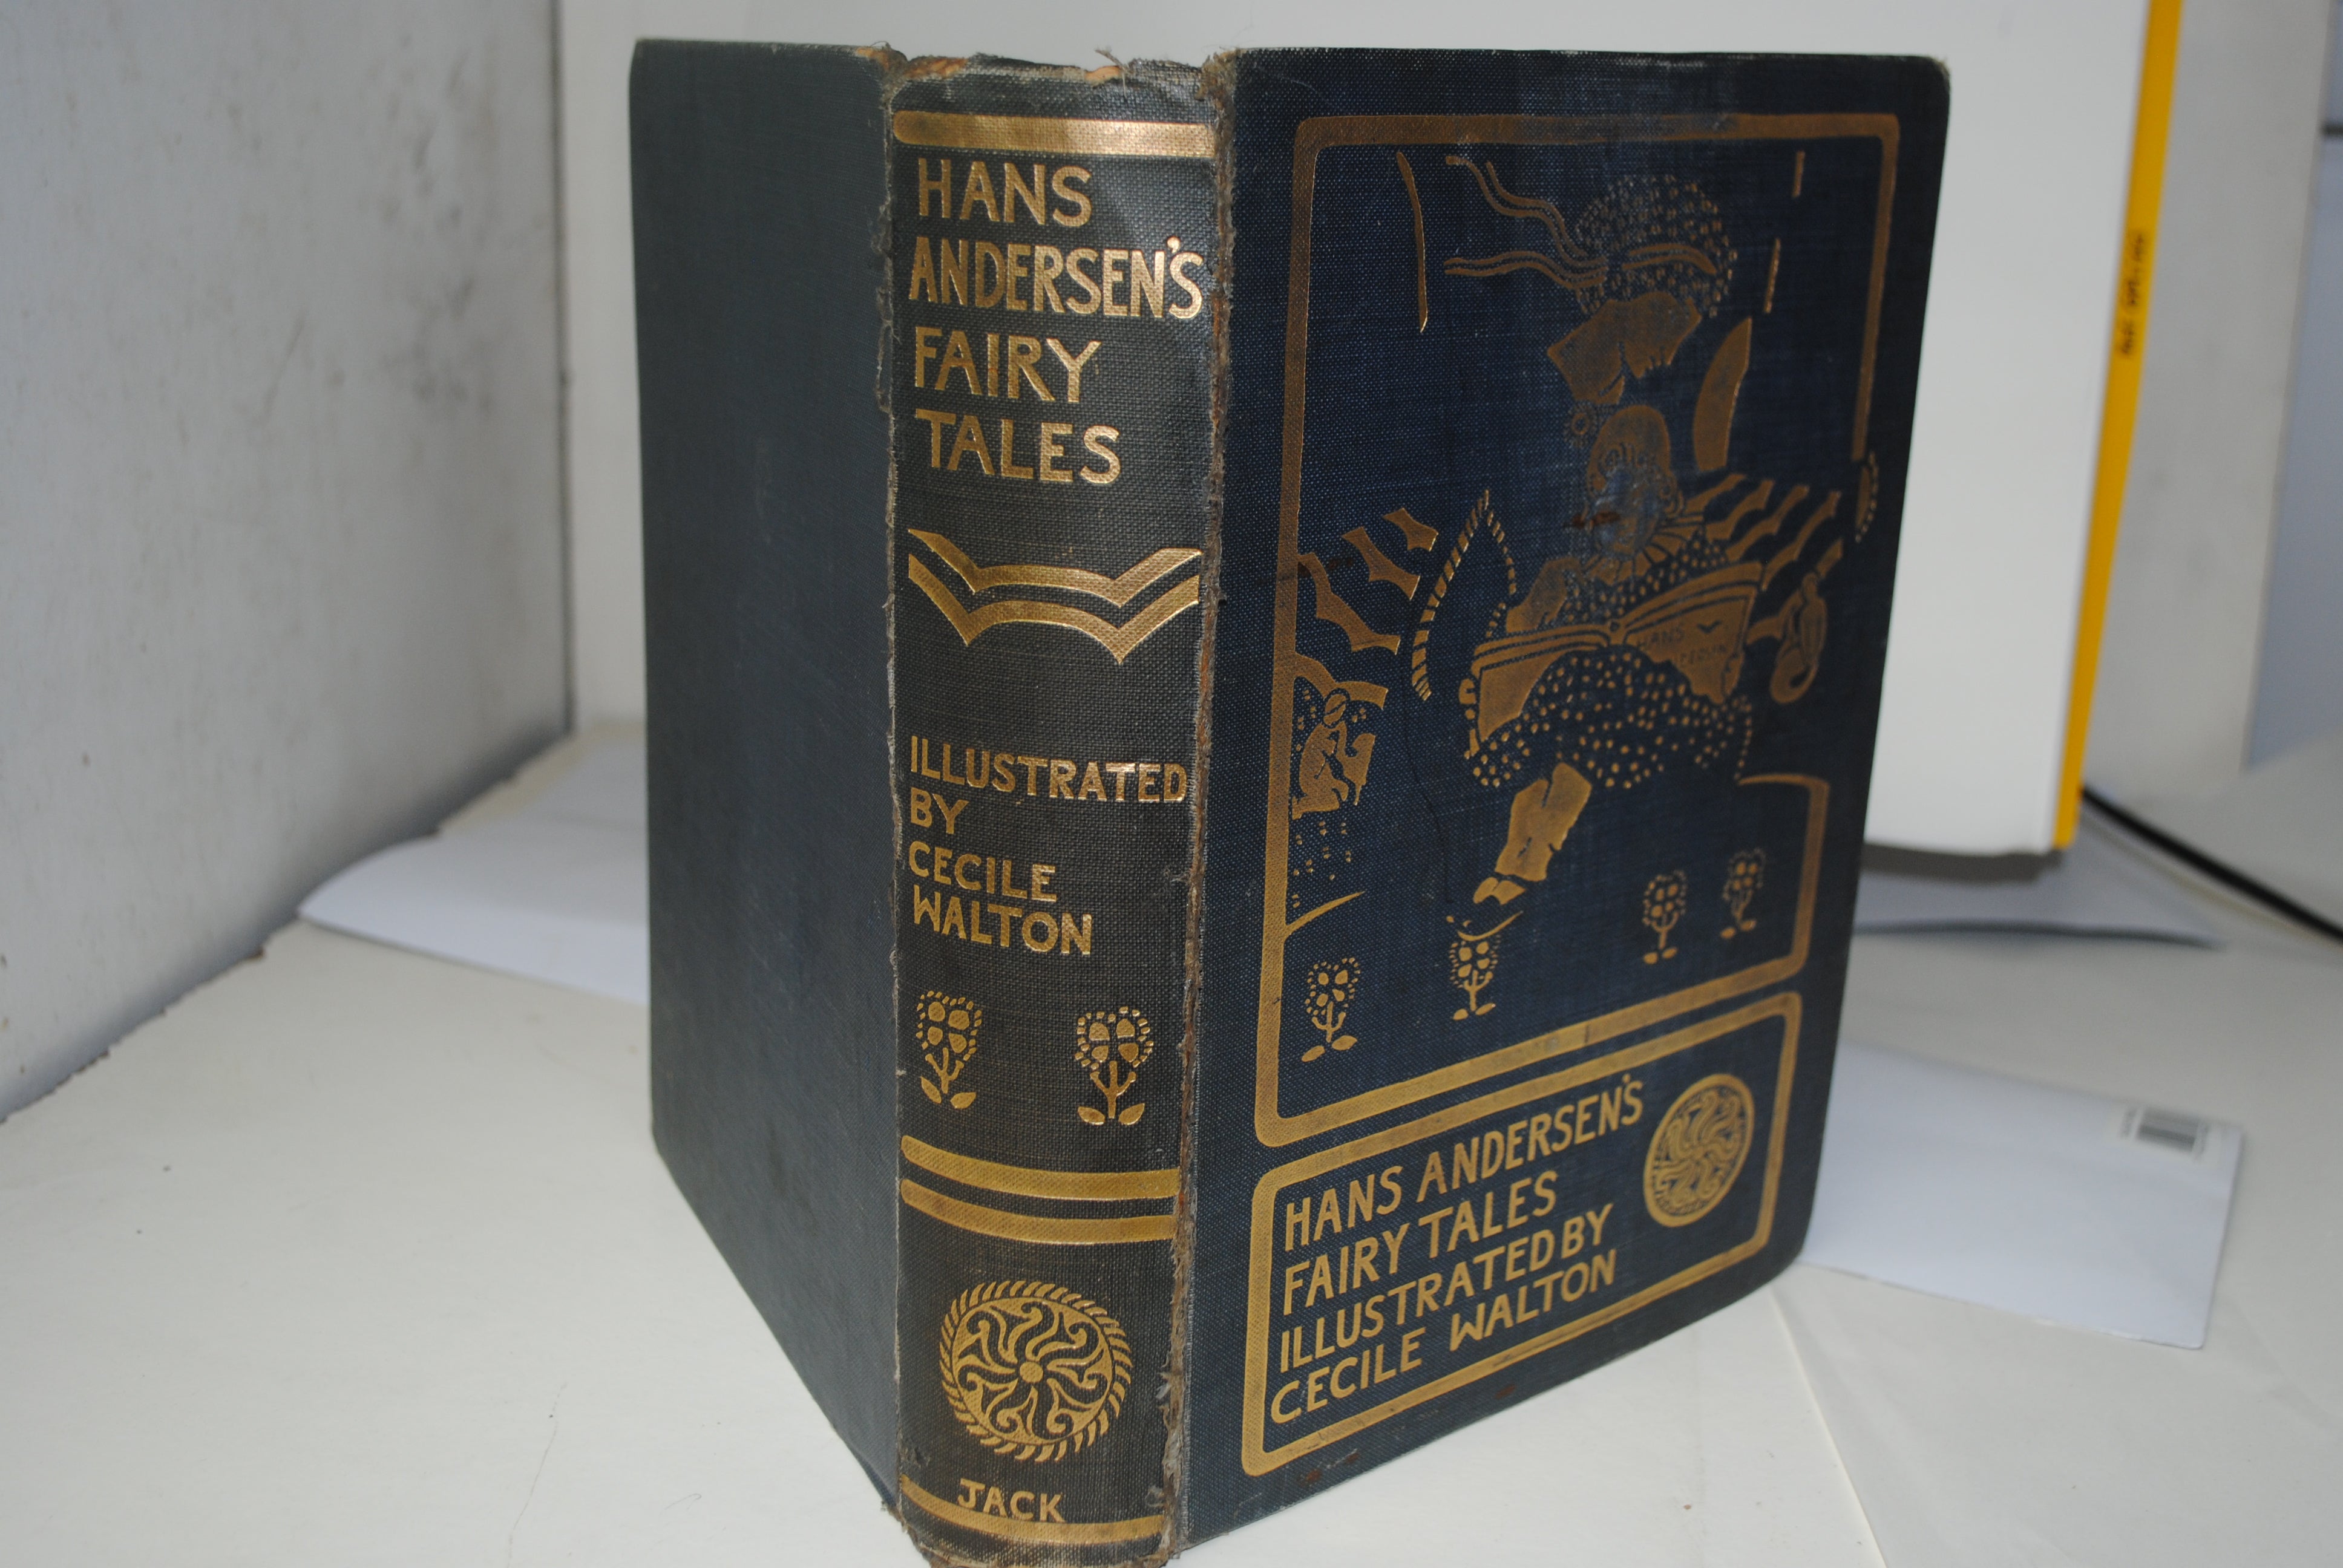 HANS
ANDERSEN'S
FAIRY
TALES
ILLUSTRATED
BY
CECILE
WALTON
JACK
HANS
HANS ANDERSEN'S
FAIRY TALES
ILLUSTRATED BY
CECILE WALTON